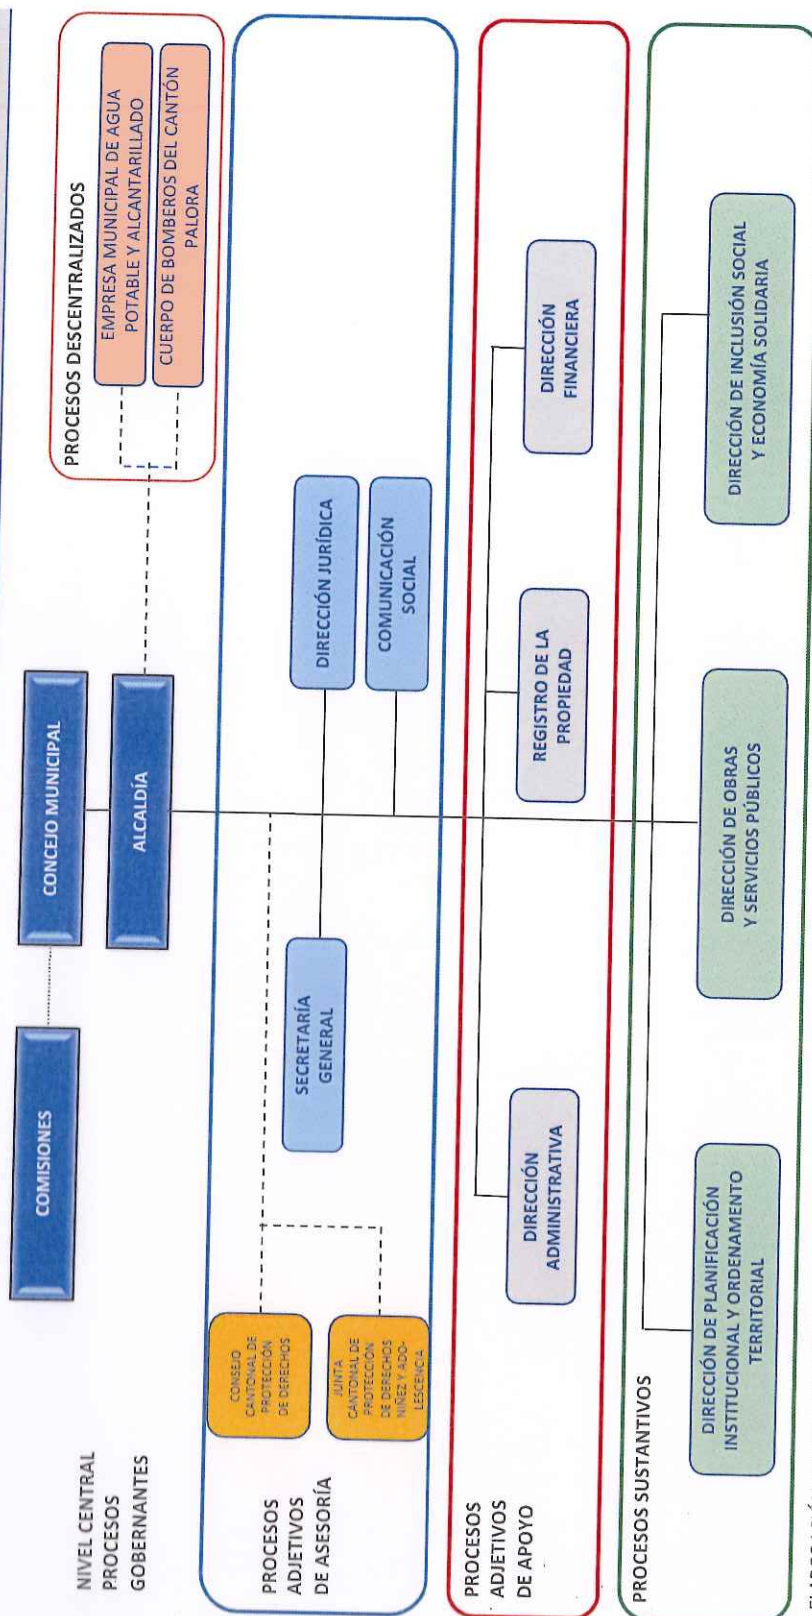 NIVEL CENTRAL
PROCESOS
GOBERNANTES
COMISIONES
CONCEJO MUNICIPAL
ALCALDÍA
PROCESOS DESCENTRALIZADOS
EMPRESA MUNICIPAL DE AGUA
POTABLE Y ALCANTARILLADO
CUERPO DE BOMBEROS DEL CANTÓN
PALORA
PROCESOS
ADJETIVOS
DE ASESORÍA
CONSEJO
CANTONAL DE
PROTECCIÓN
DE DERECHOS
JUNTA
CANTONAL DE
PROTECCIÓN
DE DERECHOS
NIÑEZ Y ADO-
LESCENCIA
SECRETARÍA
GENERAL
DIRECCIÓN JURÍDICA
COMUNICACIÓN
SOCIAL
PROCESOS
ADJETIVOS
DE APOYO
DIRECCIÓN
ADMINISTRATIVA
REGISTRO DE LA
PROPIEDAD
DIRECCIÓN
FINANCIERA
PROCESOS SUSTANTIVOS
DIRECCIÓN DE PLANIFICACIÓN
INSTITUCIONAL Y ORDENAMIENTO
TERRITORIAL
DIRECCIÓN DE OBRAS
Y SERVICIOS PÚBLICOS
DIRECCIÓN DE INCLUSIÓN SOCIAL
Y ECONOMÍA SOLIDARIA